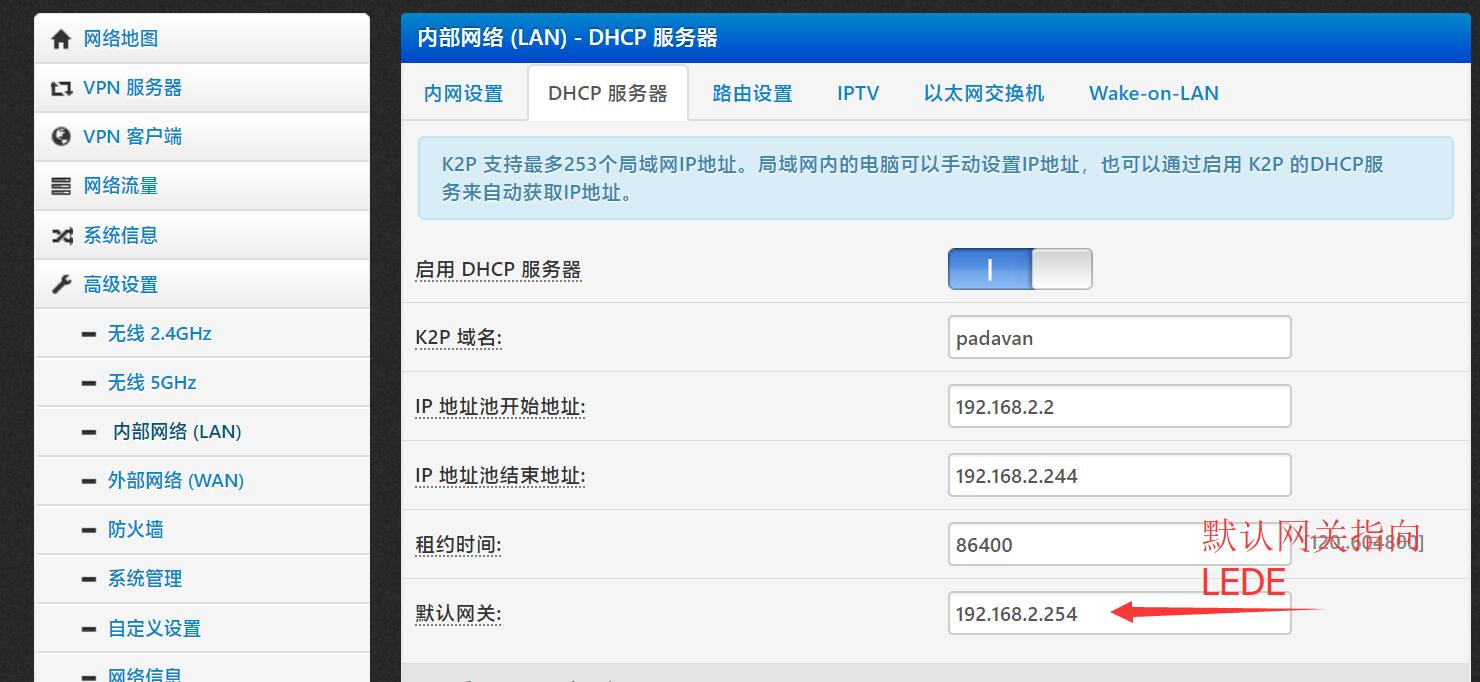 网络地图
VPN 服务器
VPN 客户端
网络流量
系统信息
高级设置
无线 2.4GHz
无线 5GHz
内部网络 (LAN)
外部网络 (WAN)
防火墙
系统管理
自定义设置
网络信息
内部网络 (LAN) - DHCP 服务器
内网设置 DHCP 服务器 路由设置 IPTV 以太网交换机 Wake-on-LAN
K2P 支持最多253个局域网IP地址。局域网内的电脑可以手动设置IP地址，也可以通过启用 K2P 的DHCP服
务来自动获取IP地址。
启用 DHCP 服务器
K2P 域名: padavan
IP 地址池开始地址: 192.168.2.2
IP 地址池结束地址: 192.168.2.244
租约时间: 86400 [120..604800]
默认网关指向
LEDE
默认网关: 192.168.2.254